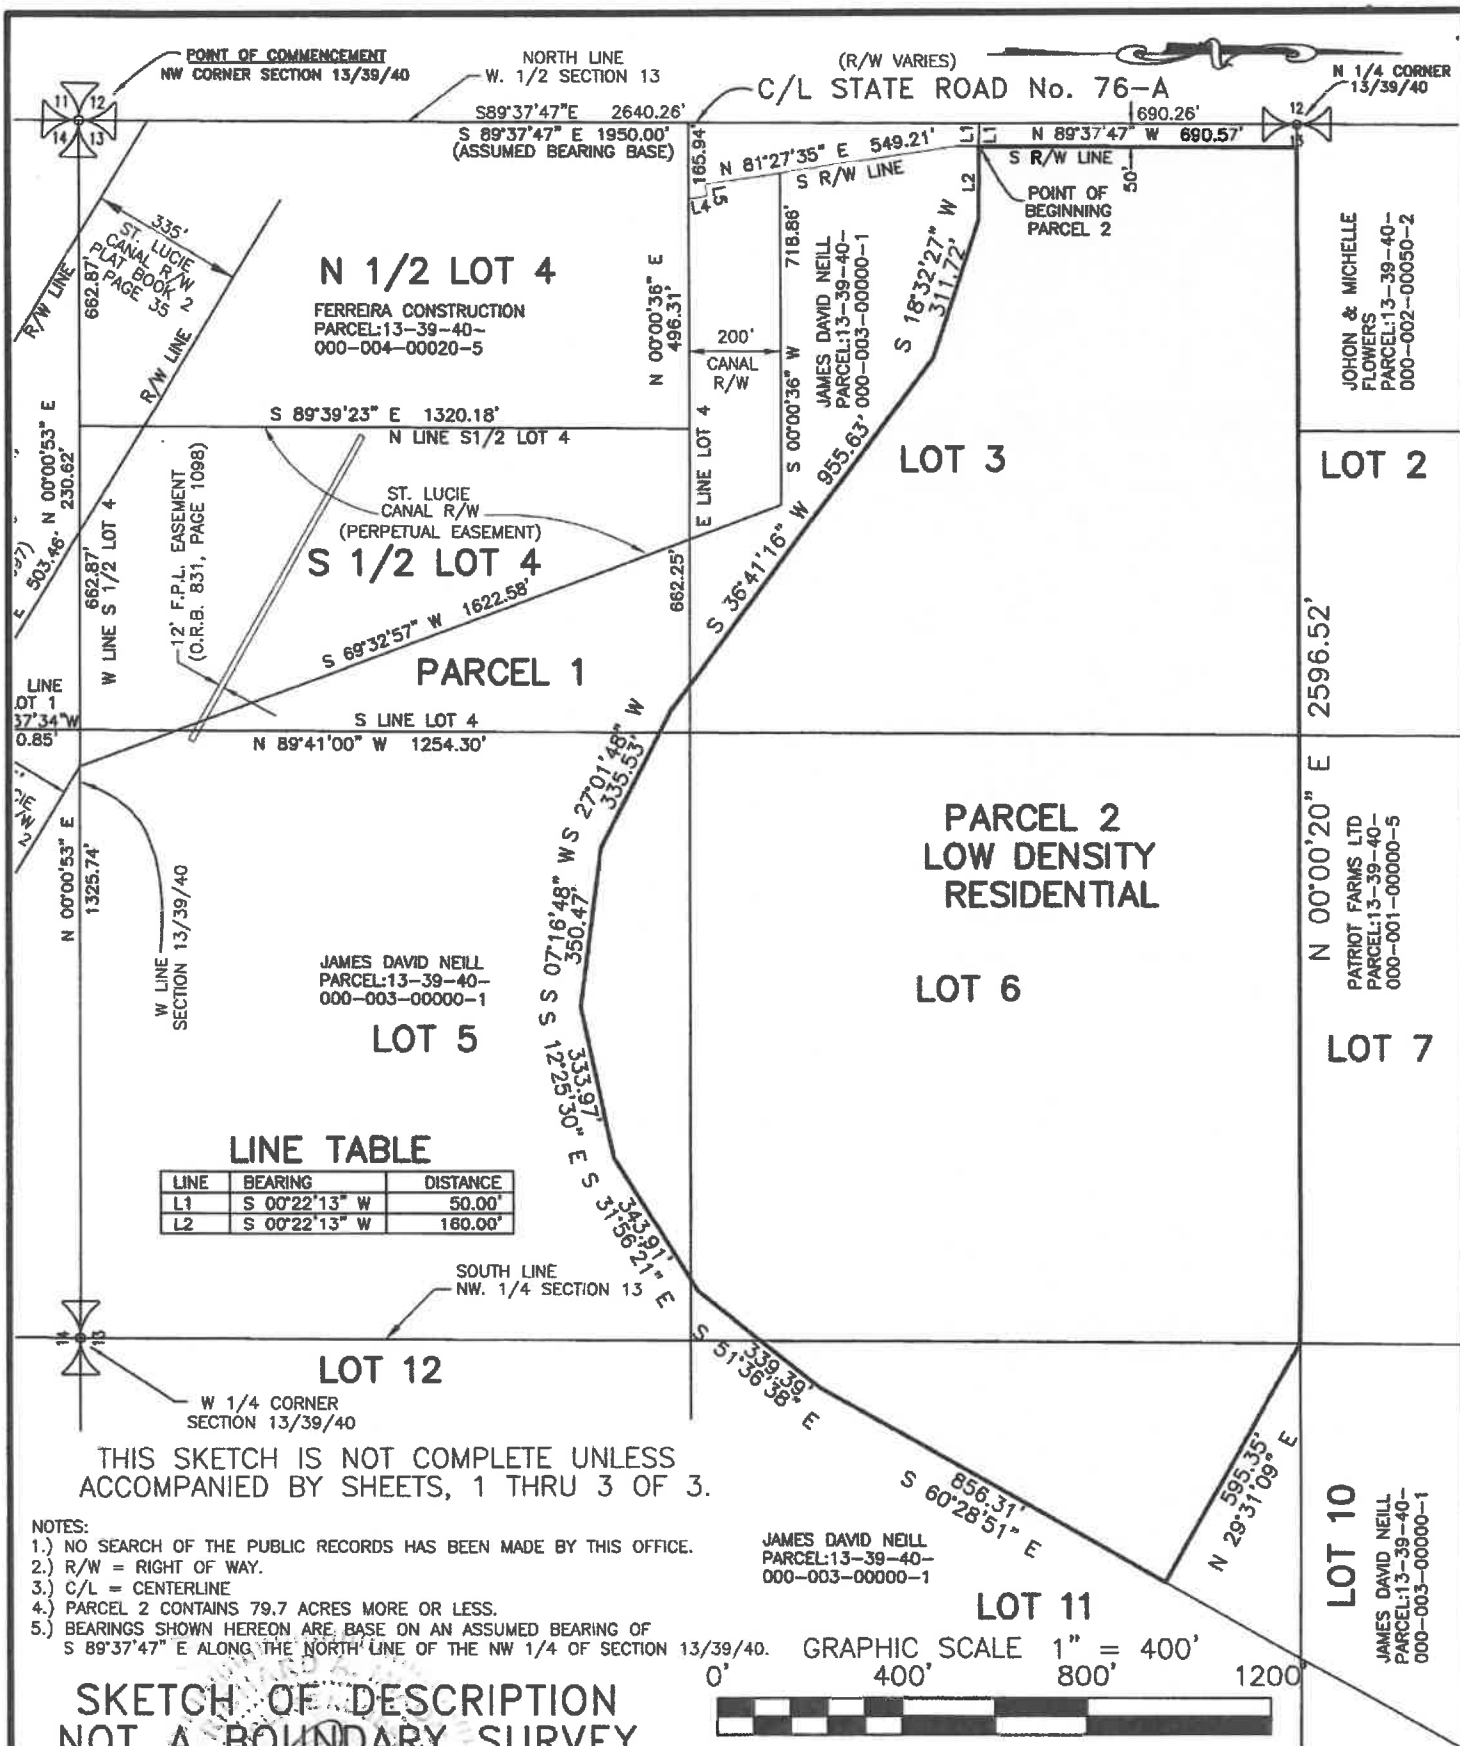 POINT OF COMMENCEMENT
NW CORNER SECTION 13/39/40
NORTH LINE
W. 1/2 SECTION 13
(R/W VARIES)
C/L STATE ROAD No. 76-A
N 1/4 CORNER
13/39/40
11 12
14 13
S89°37'47"E 2640.26'
S 89°37'47" E 1950.00'
(ASSUMED BEARING BASE)
690.26'
N 89°37'47" W 690.57'
12
13
L1
L1
S R/W LINE
50'
165.94'
N 81°27'35" E 549.21'
S R/W LINE
L4
L5
L2
POINT OF
BEGINNING
PARCEL 2
335'
ST. LUCIE
CANAL R/W
PLAT BOOK 2
PAGE 35
R/W LINE
662.87'
R/W LINE
N 1/2 LOT 4
FERREIRA CONSTRUCTION
PARCEL:13-39-40-
000-004-00020-5
N 00°00'36" E
496.31'
200'
CANAL
R/W
718.86'
S 00°00'36" W
JAMES DAVID NEILL
PARCEL:13-39-40-
000-003-00000-1
S 18°32'27" W
311.72'
JOHON & MICHELLE
FLOWERS
PARCEL:13-39-40-
000-002-00050-2
S 89°39'23" E 1320.18'
N LINE S1/2 LOT 4
E LINE LOT 4
LOT 3
LOT 2
N 00°00'53" E
230.62'
503.46'
E
662.87'
W LINE S 1/2 LOT 4
12' F.P.L. EASEMENT
(O.R.B. 831, PAGE 1098)
ST. LUCIE
CANAL R/W
(PERPETUAL EASEMENT)
S 1/2 LOT 4
662.25'
S 36°41'16" W 955.63'
S 69°32'57" W 1622.58'
PARCEL 1
2596.52'
N 00°00'20" E
LINE
OT 1
37'34"W
0.85'
S LINE LOT 4
N 89°41'00" W 1254.30'
S 27°01'48" W
335.53'
N 00°00'53" E
1325.74'
W LINE
SECTION 13/39/40
PARCEL 2
LOW DENSITY
RESIDENTIAL
PATRIOT FARMS LTD
PARCEL:13-39-40-
000-001-00000-5
S 07°16'48" W
350.47'
JAMES DAVID NEILL
PARCEL:13-39-40-
000-003-00000-1
LOT 5
LOT 6
LOT 7
S 12°25'30" E
333.97'
LINE TABLE
LINE BEARING DISTANCE
L1 S 00°22'13" W 50.00'
L2 S 00°22'13" W 160.00'
S 31°56'21" E
343.91'
SOUTH LINE
NW. 1/4 SECTION 13
14 13
LOT 12
W 1/4 CORNER
SECTION 13/39/40
339.39'
S 51°36'38" E
THIS SKETCH IS NOT COMPLETE UNLESS
ACCOMPANIED BY SHEETS, 1 THRU 3 OF 3.
856.31'
S 60°28'51" E
595.35'
N 29°31'09" E
LOT 10
JAMES DAVID NEILL
PARCEL:13-39-40-
000-003-00000-1
NOTES:
1.) NO SEARCH OF THE PUBLIC RECORDS HAS BEEN MADE BY THIS OFFICE.
2.) R/W = RIGHT OF WAY.
3.) C/L = CENTERLINE
4.) PARCEL 2 CONTAINS 79.7 ACRES MORE OR LESS.
5.) BEARINGS SHOWN HEREON ARE BASE ON AN ASSUMED BEARING OF
S 89°37'47" E ALONG THE NORTH LINE OF THE NW 1/4 OF SECTION 13/39/40.
JAMES DAVID NEILL
PARCEL:13-39-40-
000-003-00000-1
LOT 11
GRAPHIC SCALE 1" = 400'
0' 400' 800' 1200'
SKETCH OF DESCRIPTION
NOT A BOUNDARY SURVEY